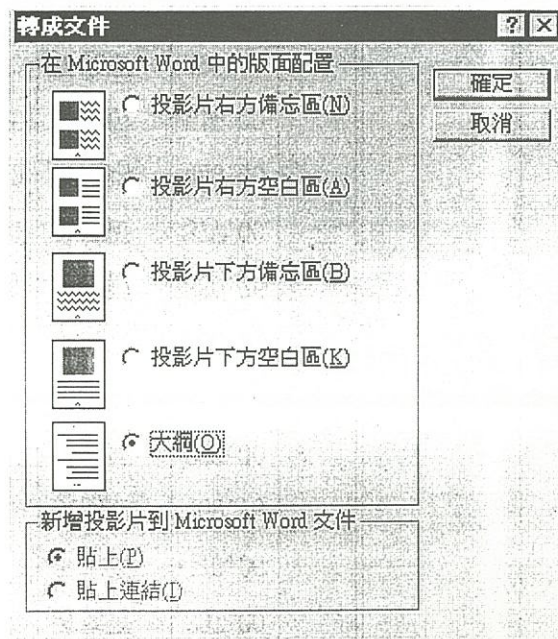 轉成文件
在 Microsoft Word 中的版面配置
投影片右方備忘區(N)
投影片右方空白區(A)
投影片下方備忘區(B)
投影片下方空白區(K)
大綱(O)
確定
取消
新增投影片到 Microsoft Word 文件
貼上(P)
貼上連結(I)